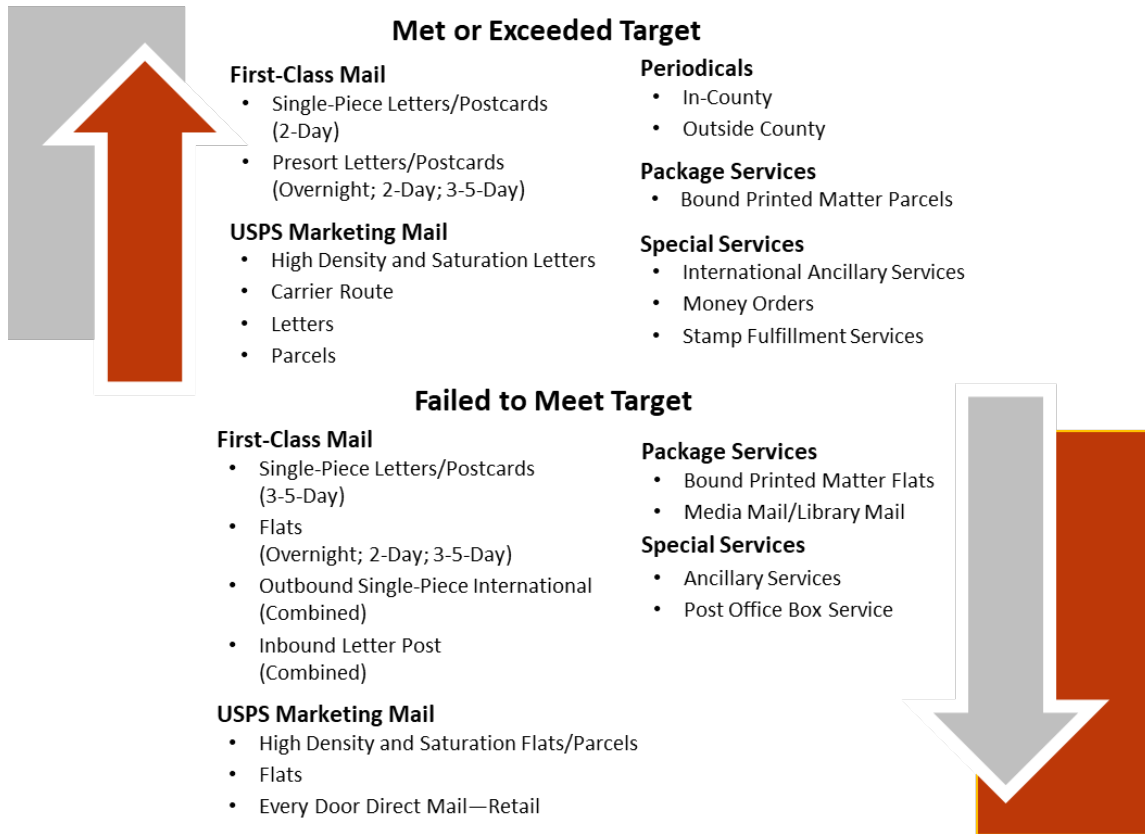 Met or Exceeded Target
First-Class Mail
• Single-Piece Letters/Postcards
(2-Day)
• Presort Letters/Postcards
(Overnight; 2-Day; 3-5-Day)
USPS Marketing Mail
• High Density and Saturation Letters
• Carrier Route
• Letters
• Parcels
Periodicals
• In-County
• Outside County
Package Services
• Bound Printed Matter Parcels
Special Services
• International Ancillary Services
• Money Orders
• Stamp Fulfillment Services
Failed to Meet Target
First-Class Mail
• Single-Piece Letters/Postcards
(3-5-Day)
• Flats
(Overnight; 2-Day; 3-5-Day)
• Outbound Single-Piece International
(Combined)
• Inbound Letter Post
(Combined)
USPS Marketing Mail
• High Density and Saturation Flats/Parcels
• Flats
• Every Door Direct Mail—Retail
Package Services
• Bound Printed Matter Flats
• Media Mail/Library Mail
Special Services
• Ancillary Services
• Post Office Box Service